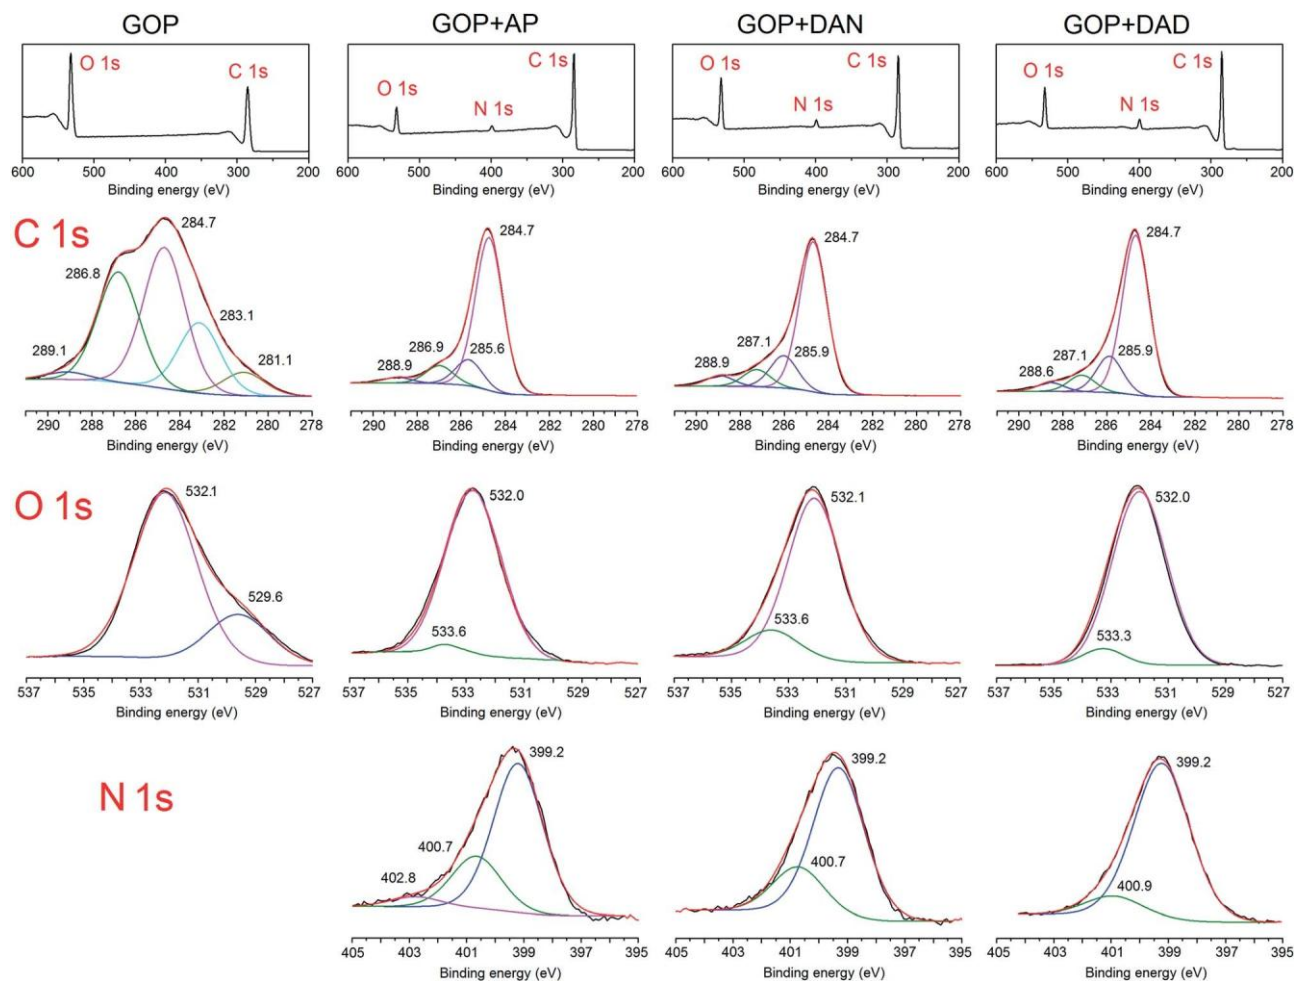 GOP GOP+AP GOP+DAN GOP+DAD
O 1s C 1s
O 1s N 1s C 1s
O 1s N 1s C 1s
O 1s N 1s C 1s
600 500 400 300 200
600 500 400 300 200
600 500 400 300 200
600 500 400 300 200
Binding energy (eV) Binding energy (eV) Binding energy (eV) Binding energy (eV)
C 1s
289.1 286.8 284.7 283.1 281.1
288.9 286.9 285.6 284.7
288.9 287.1 285.9 284.7
288.6 287.1 285.9 284.7
290 288 286 284 282 280 278
290 288 286 284 282 280 278
290 288 286 284 282 280 278
290 288 286 284 282 280 278
Binding energy (eV) Binding energy (eV) Binding energy (eV) Binding energy (eV)
O 1s
532.1 529.6
533.6 532.0
533.6 532.1
533.3 532.0
537 535 533 531 529 527
537 535 533 531 529 527
537 535 533 531 529 527
537 535 533 531 529 527
Binding energy (eV) Binding energy (eV) Binding energy (eV) Binding energy (eV)
N 1s
402.8 400.7 399.2
400.7 399.2
400.9 399.2
405 403 401 399 397 395
405 403 401 399 397 395
405 403 401 399 397 395
Binding energy (eV) Binding energy (eV) Binding energy (eV)